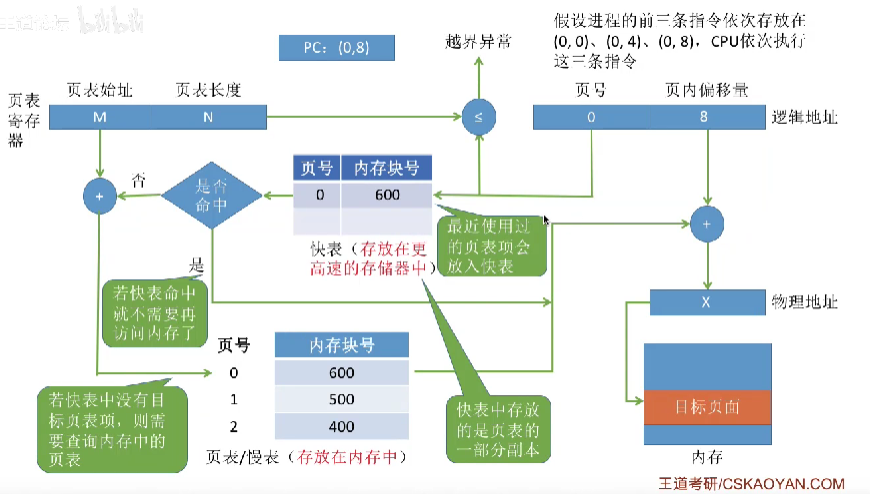 王道论坛 bilibili
PC：(0,8)
越界异常
假设进程的前三条指令依次存放在
(0, 0)、(0, 4)、(0, 8)，CPU依次执行
这三条指令
页表
寄存
器
页表始址 页表长度
M N
≤
页号 页内偏移量
0 8
逻辑地址
+
否
是否
命中
页号 内存块号
0 600
快表（存放在更
高速的存储器中）
最近使用过
的页表项会
放入快表
+
是
若快表命中
就不需要再
访问内存了
X
物理地址
页号 内存块号
0 600
1 500
2 400
页表/慢表（存放在内存中）
若快表中没有目
标页表项，则需
要查询内存中的
页表
快表中存放
的是页表的
一部分副本
目标页面
内存
王道考研/CSKAOYAN.COM